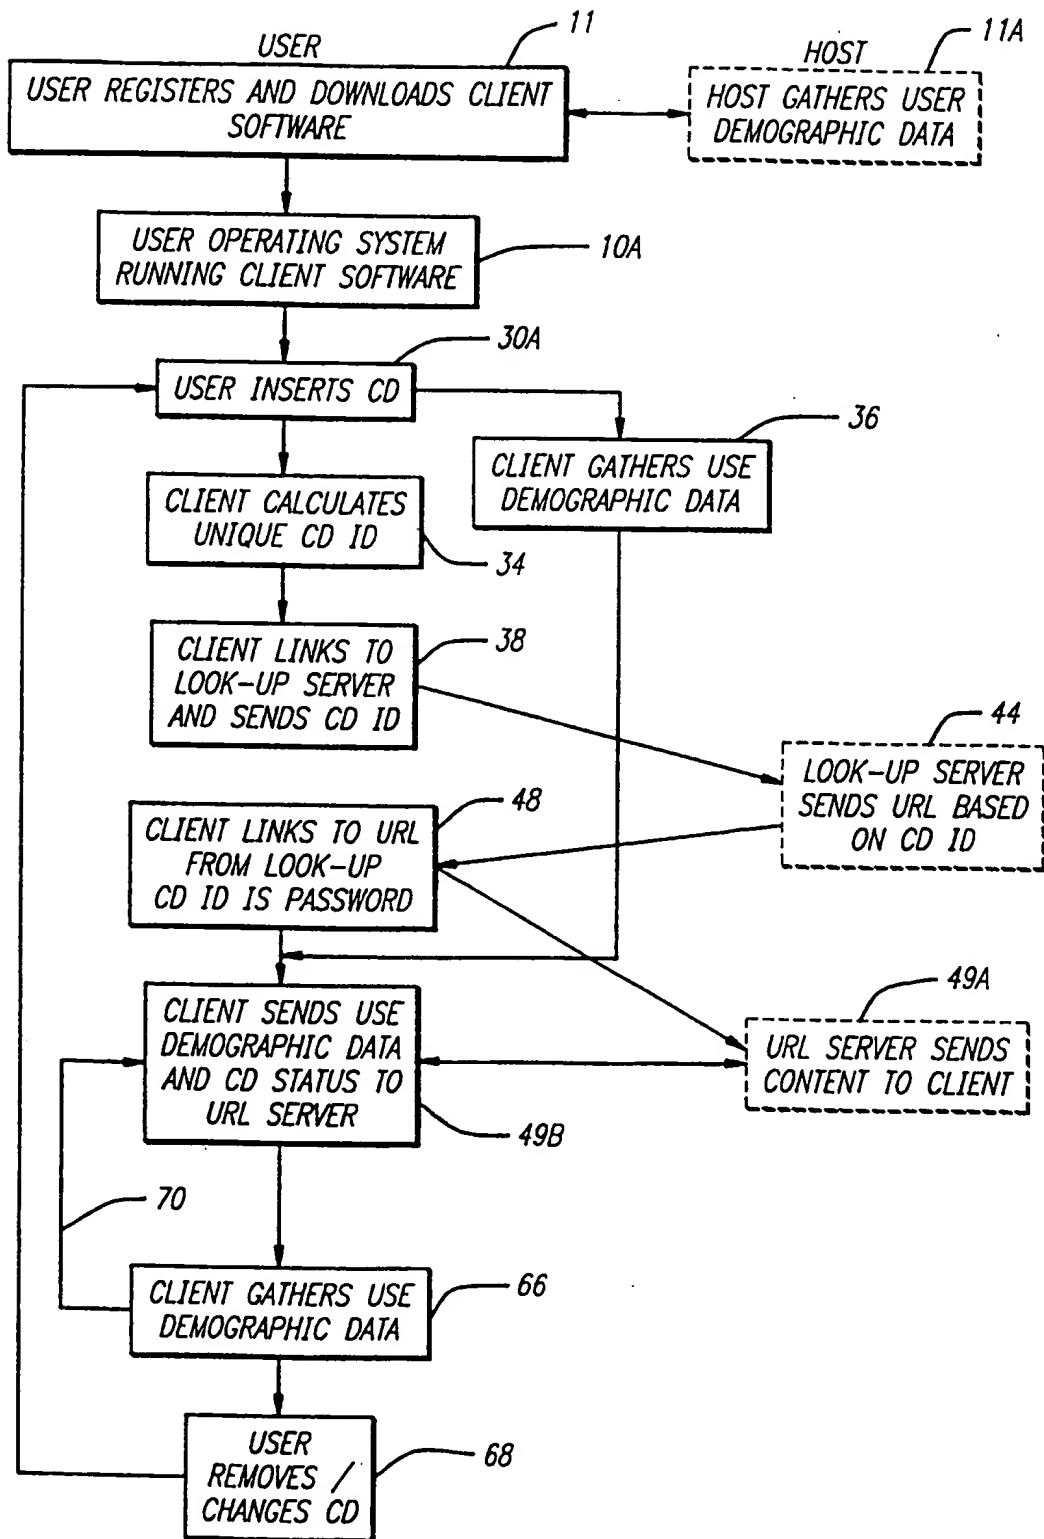 11
11A
USER
HOST
USER REGISTERS AND DOWNLOADS CLIENT
SOFTWARE
HOST GATHERS USER
DEMOGRAPHIC DATA
USER OPERATING SYSTEM
RUNNING CLIENT SOFTWARE
10A
30A
USER INSERTS CD
36
CLIENT GATHERS USE
DEMOGRAPHIC DATA
CLIENT CALCULATES
UNIQUE CD ID
34
CLIENT LINKS TO
LOOK-UP SERVER
AND SENDS CD ID
38
44
LOOK-UP SERVER
SENDS URL BASED
ON CD ID
48
CLIENT LINKS TO URL
FROM LOOK-UP
CD ID IS PASSWORD
49A
URL SERVER SENDS
CONTENT TO CLIENT
CLIENT SENDS USE
DEMOGRAPHIC DATA
AND CD STATUS TO
URL SERVER
49B
70
CLIENT GATHERS USE
DEMOGRAPHIC DATA
66
USER
REMOVES /
CHANGES CD
68